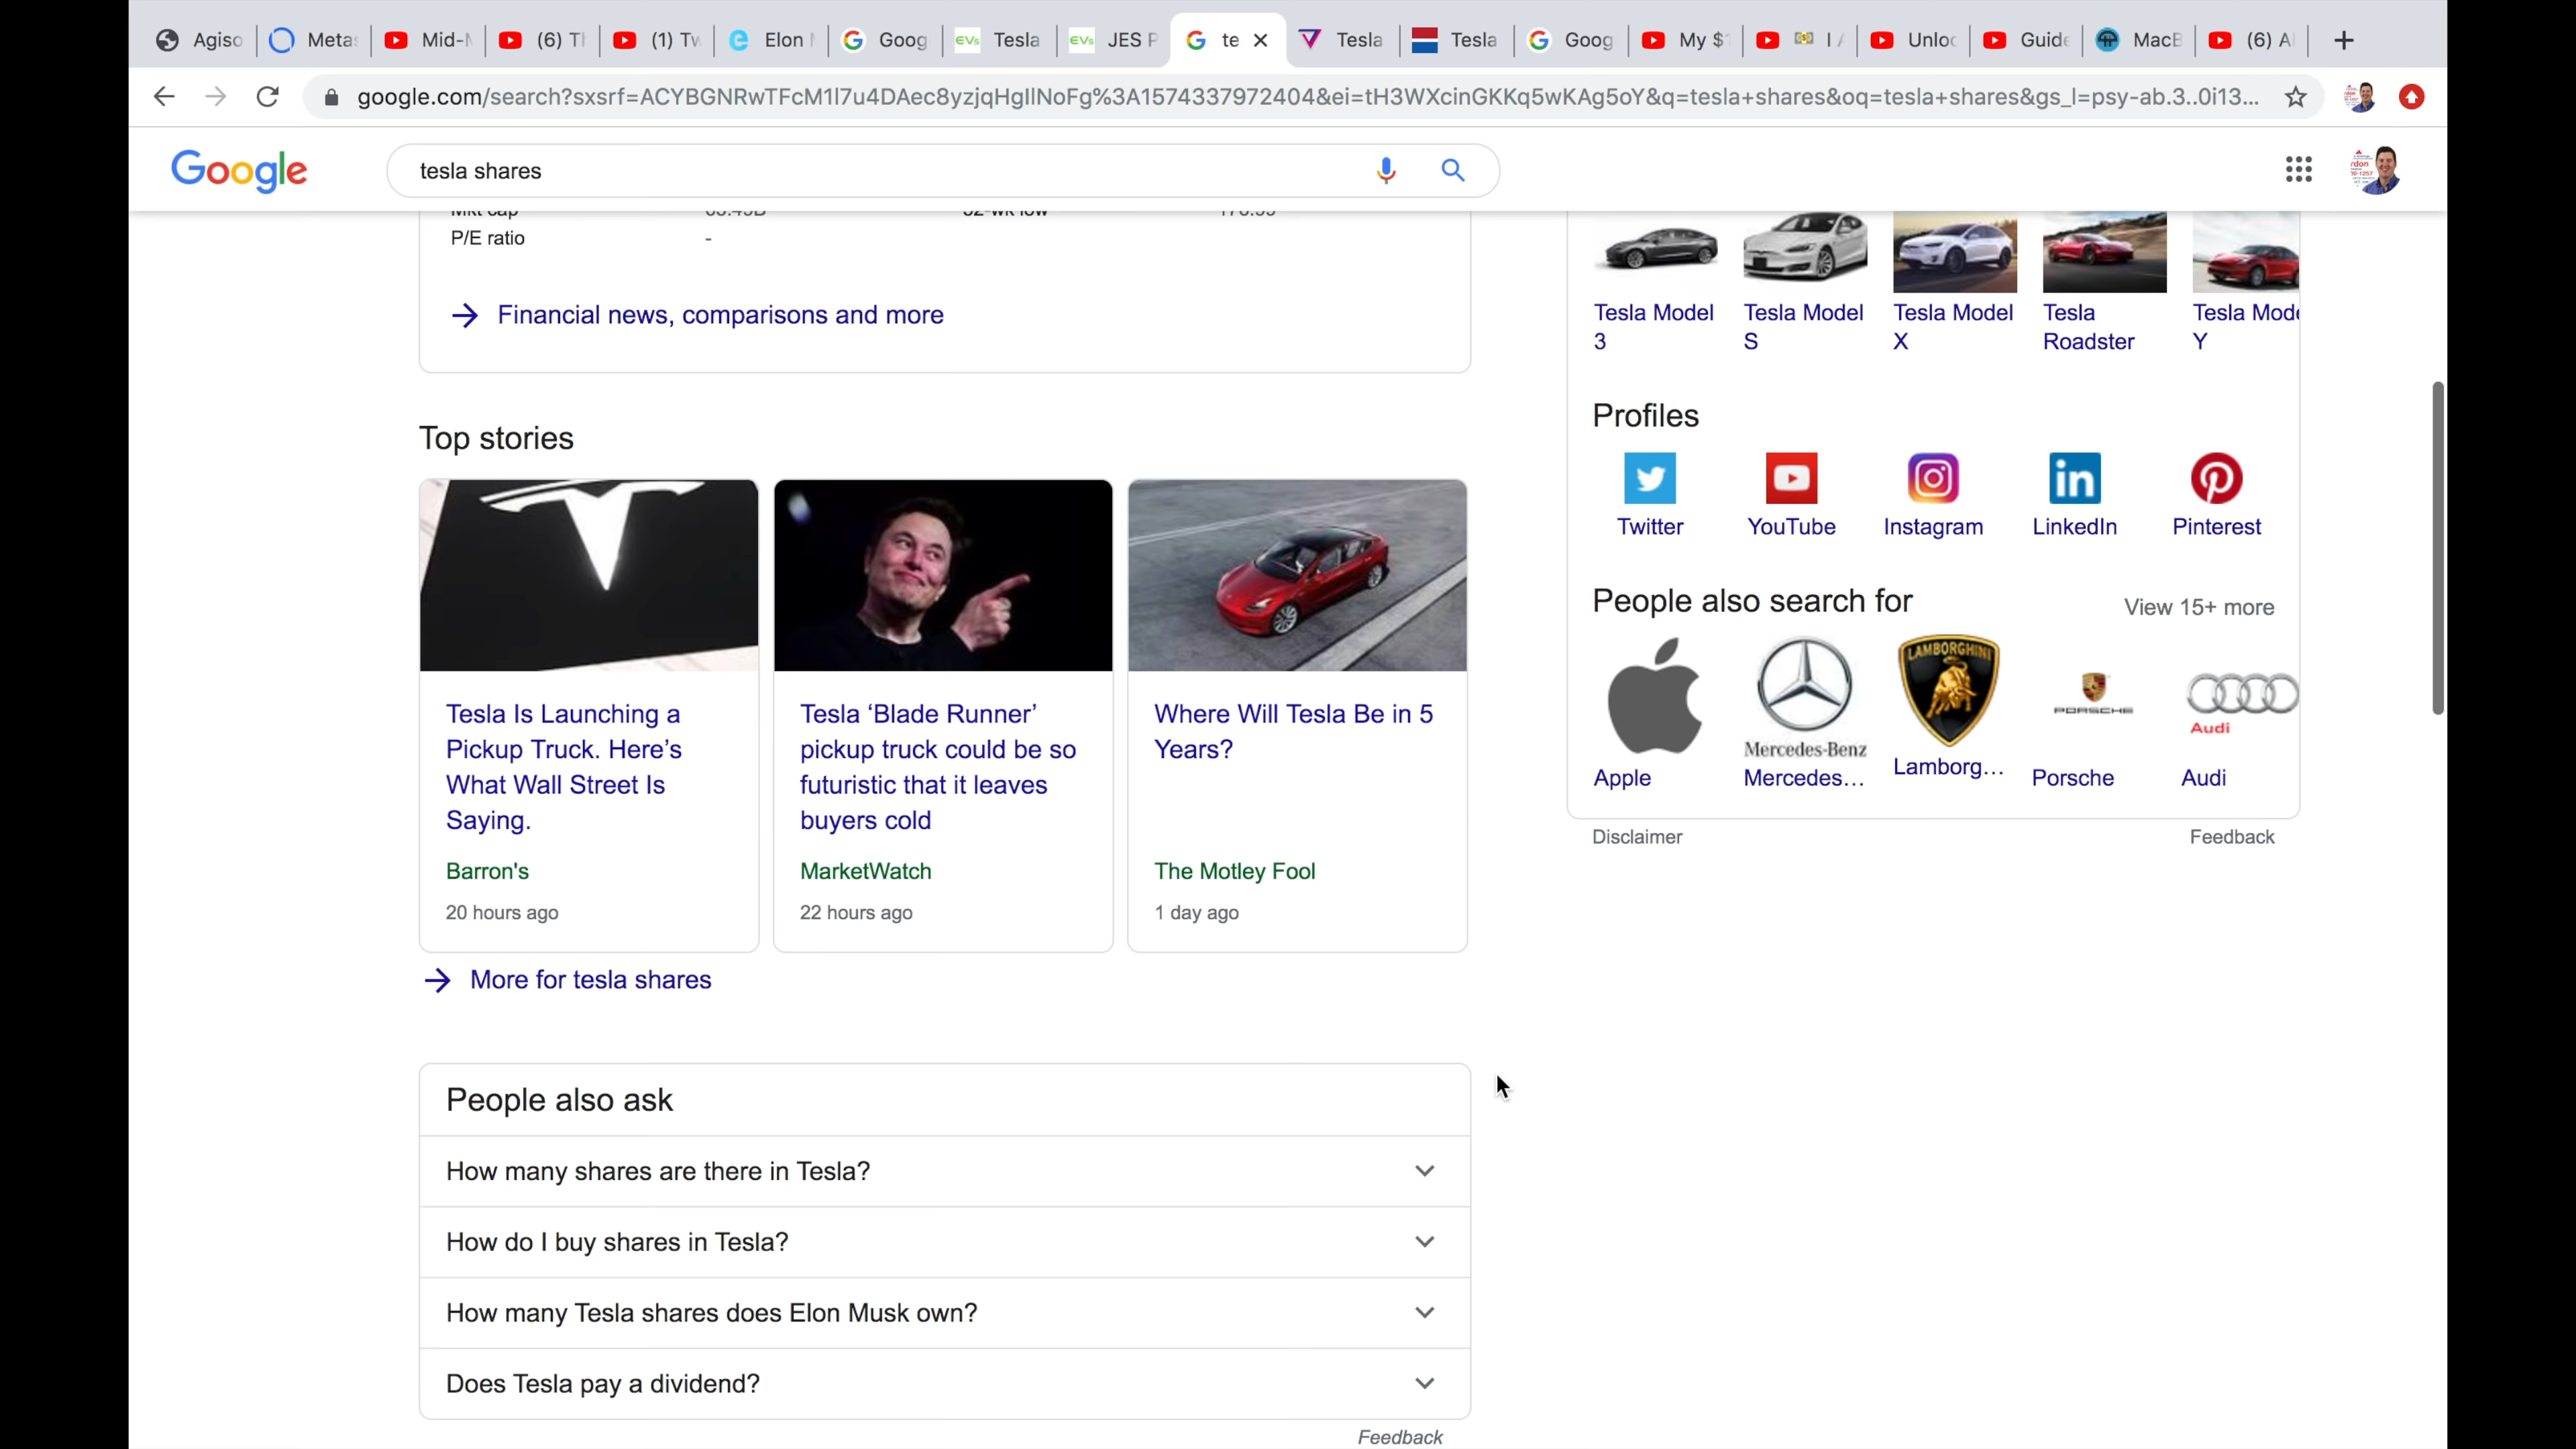 Agiso
Metas
Mid-M
(6) Tl
(1) Tw
Elon
Goog
EVs Tesla
EVs JES P
te
Tesla
Tesla
Goog
My $
I
Unloc
Guide
MacB
(6) A
google.com/search?sxsrf=ACYBGNRwTFcM1l7u4DAec8yzjqHgIlNoFg%3A1574337972404&ei=tH3WXcinGKKq5wKAg5oY&q=tesla+shares&oq=tesla+shares&gs_l=psy-ab.3..0i13...
Google
tesla shares
P/E ratio -
Financial news, comparisons and more
Top stories
Tesla Is Launching a
Pickup Truck. Here's
What Wall Street Is
Saying.
Barron's
20 hours ago
Tesla ‘Blade Runner’
pickup truck could be so
futuristic that it leaves
buyers cold
MarketWatch
22 hours ago
Where Will Tesla Be in 5
Years?
The Motley Fool
1 day ago
More for tesla shares
People also ask
How many shares are there in Tesla?
How do I buy shares in Tesla?
How many Tesla shares does Elon Musk own?
Does Tesla pay a dividend?
Feedback
Tesla Model
3
Tesla Model
S
Tesla Model
X
Tesla
Roadster
Tesla Mode
Y
Profiles
Twitter
YouTube
Instagram
LinkedIn
Pinterest
People also search for
View 15+ more
LAMBORGHINI
Mercedes-Benz
PORSCHE
Audi
Apple
Mercedes...
Lamborg...
Porsche
Audi
Disclaimer
Feedback